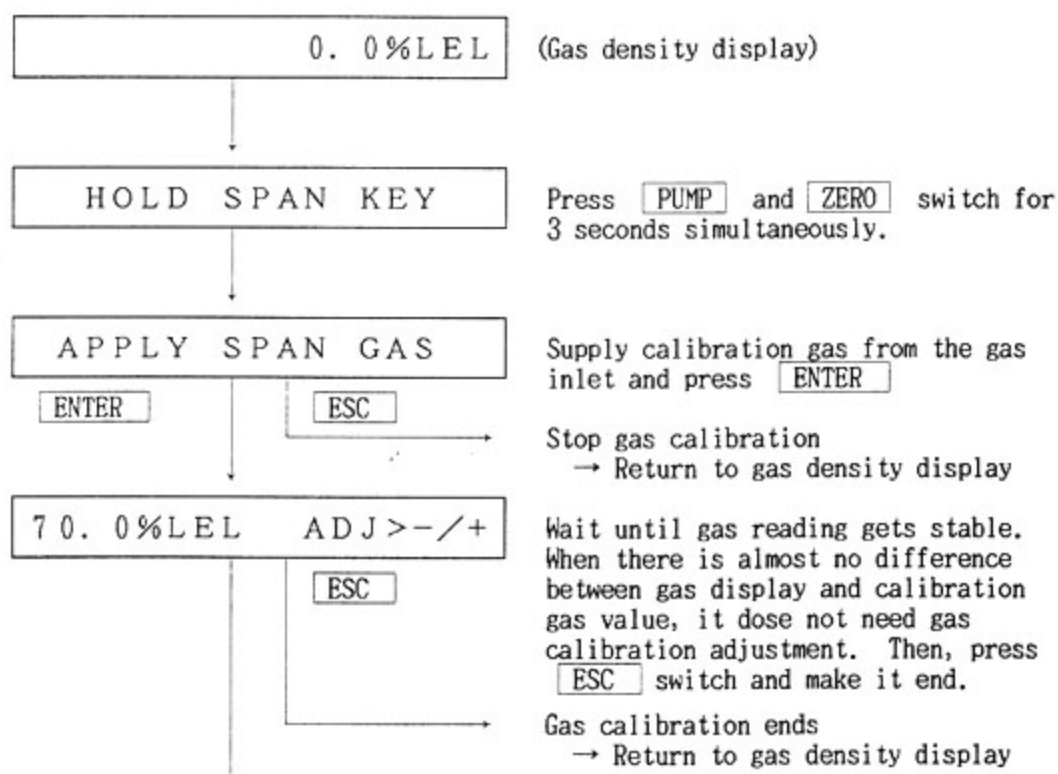 0. 0%LEL (Gas density display)
HOLD SPAN KEY
Press PUMP and ZERO switch for
3 seconds simultaneously.
APPLY SPAN GAS
Supply calibration gas from the gas
inlet and press ENTER
ENTER ESC
Stop gas calibration
→ Return to gas density display
70. 0%LEL ADJ>-/+
Wait until gas reading gets stable.
When there is almost no difference
between gas display and calibration
gas value, it dose not need gas
calibration adjustment. Then, press
ESC switch and make it end.
ESC
Gas calibration ends
→ Return to gas density display